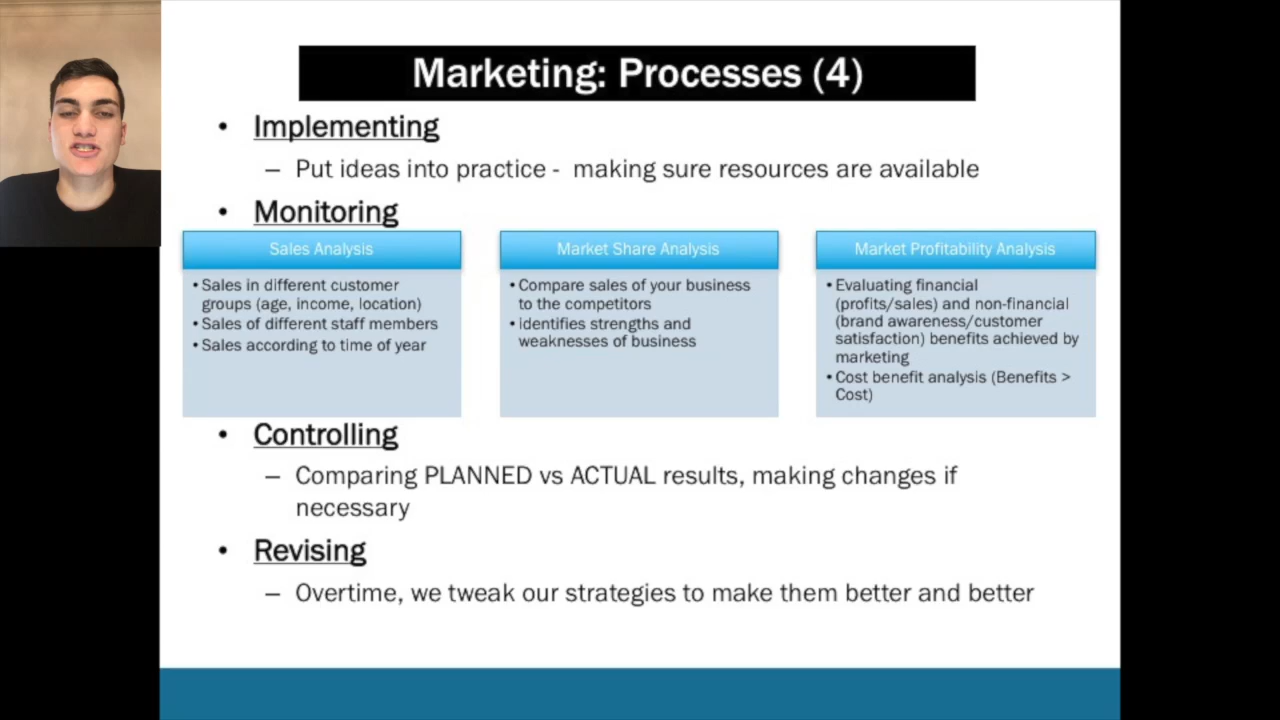 Marketing: Processes (4)
• Implementing
– Put ideas into practice - making sure resources are available
• Monitoring
Sales Analysis
• Sales in different customer
groups (age, income, location)
• Sales of different staff members
• Sales according to time of year
Market Share Analysis
• Compare sales of your business
to the competitors
• identifies strengths and
weaknesses of business
Market Profitability Analysis
• Evaluating financial
(profits/sales) and non-financial
(brand awareness/customer
satisfaction) benefits achieved by
marketing
• Cost benefit analysis (Benefits >
Cost)
• Controlling
– Comparing PLANNED vs ACTUAL results, making changes if
necessary
• Revising
– Overtime, we tweak our strategies to make them better and better